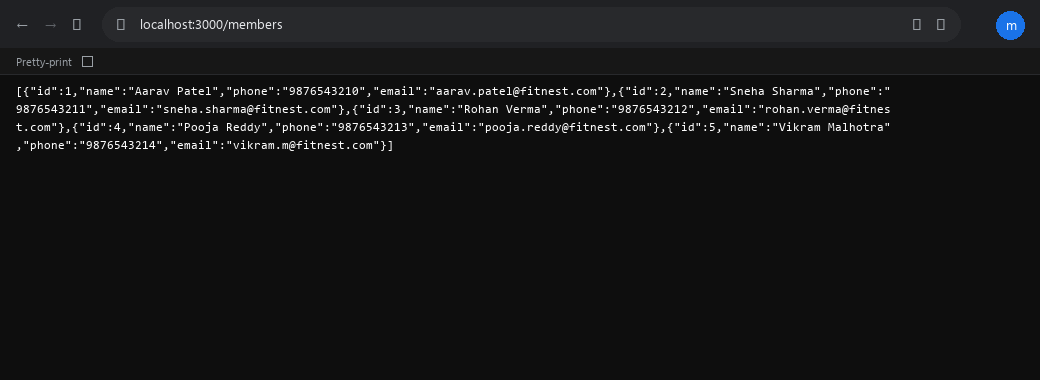 localhost:3000/members
m
Pretty-print
[{"id":1,"name":"Aarav Patel","phone":"9876543210","email":"aarav.patel@fitnest.com"},{"id":2,"name":"Sneha Sharma","phone":"
9876543211","email":"sneha.sharma@fitnest.com"},{"id":3,"name":"Rohan Verma","phone":"9876543212","email":"rohan.verma@fitnes
t.com"},{"id":4,"name":"Pooja Reddy","phone":"9876543213","email":"pooja.reddy@fitnest.com"},{"id":5,"name":"Vikram Malhotra"
,"phone":"9876543214","email":"vikram.m@fitnest.com"}]